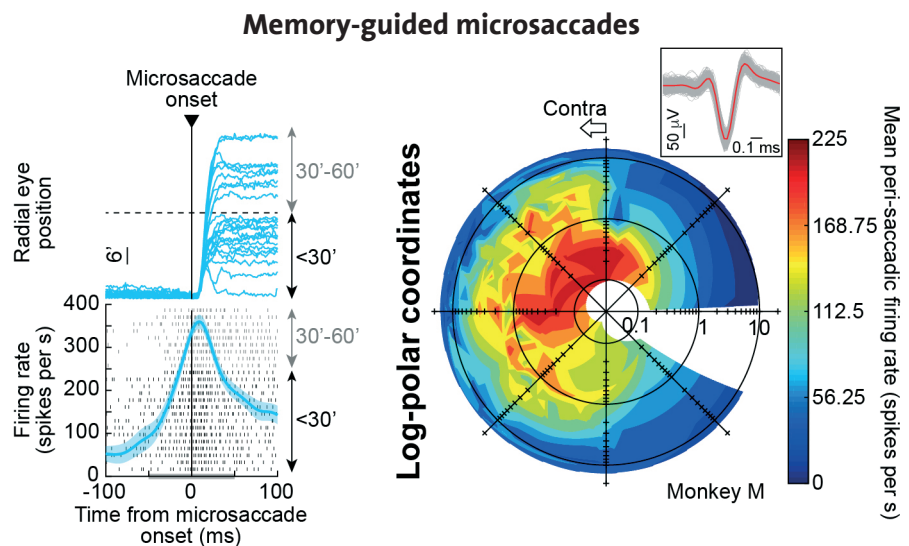 Memory-guided microsaccades
Microsaccade
onset
Radial eye
position
6'
30'-60'
<30'
Firing rate
(spikes per s)
400
300
200
100
0
30'-60'
<30'
-100
0
100
Time from microsaccade
onset (ms)
Log-polar coordinates
Contra
50 µV
0.1 ms
0.1
1
10
Monkey M
225
168.75
112.5
56.25
0
Mean peri-saccadic firing rate (spikes per s)